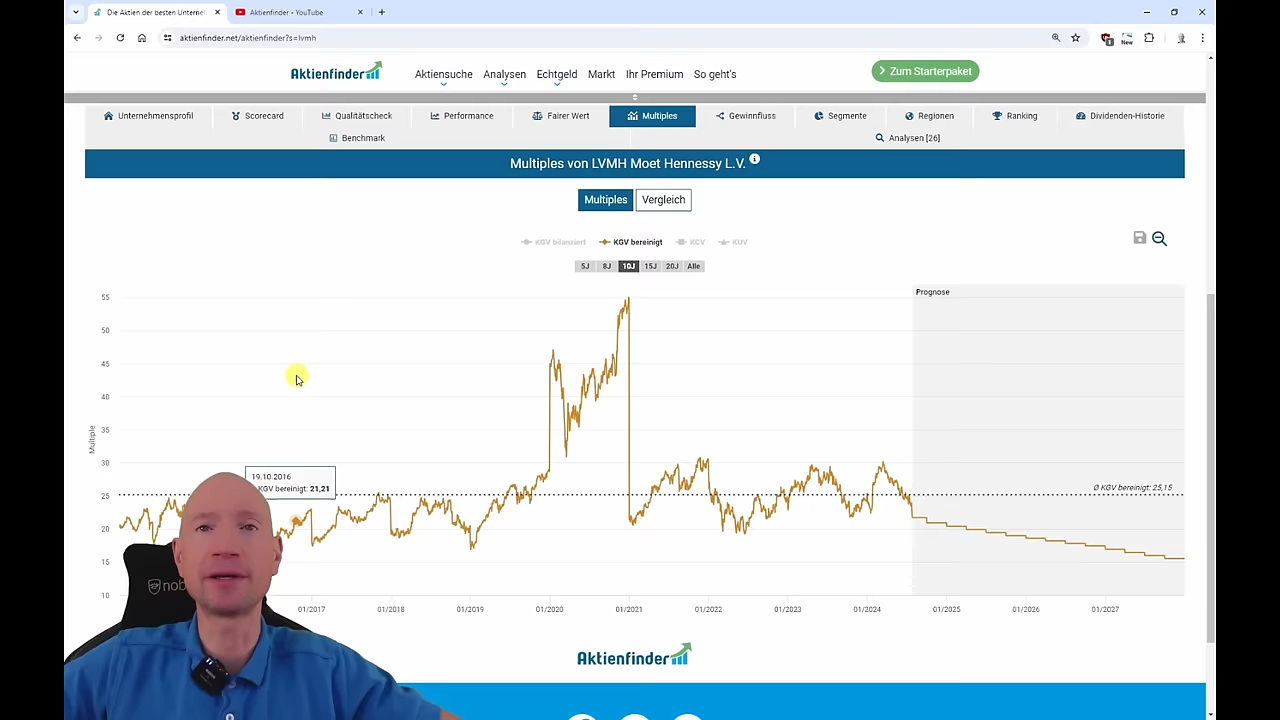 Die Aktien der besten Unterne
Aktienfinder - YouTube
aktienfinder.net/aktienfinder?s=lvmh
New
Aktienfinder
Aktiensuche Analysen Echtgeld Markt Ihr Premium So geht's
Zum Starterpaket
Unternehmensprofil Scorecard Qualitätscheck Performance Fairer Wert Multiples Gewinnfluss Segmente Regionen Ranking Dividenden-Historie
Benchmark Analysen [26]
Multiples von LVMH Moet Hennessy L.V.
Multiples Vergleich
KGV bilanziert KGV bereinigt KCV KUV
5J 8J 10J 15J 20J Alle
Prognose
55
50
45
40
35
30
25
20
15
10
Multiple
19.10.2016
KGV bereinigt: 21,21
Ø KGV bereinigt: 25,15
nob
01/2017 01/2018 01/2019 01/2020 01/2021 01/2022 01/2023 01/2024 01/2025 01/2026 01/2027
Aktienfinder